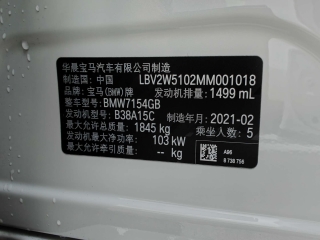 华晨宝马汽车有限公司制造
制造国：中国 LBV2W5102MM001018
品牌：宝马(BMW)牌 发动机排量：1499 mL
整车型号：BMW7154GB
发动机型号：B38A15C 制造年月：2021-02
最大允许总质量：1845 kg 乘坐人数：5
发动机最大净功率：103 kW
最大允许牵引质量：-- kg
A96
8 738 756